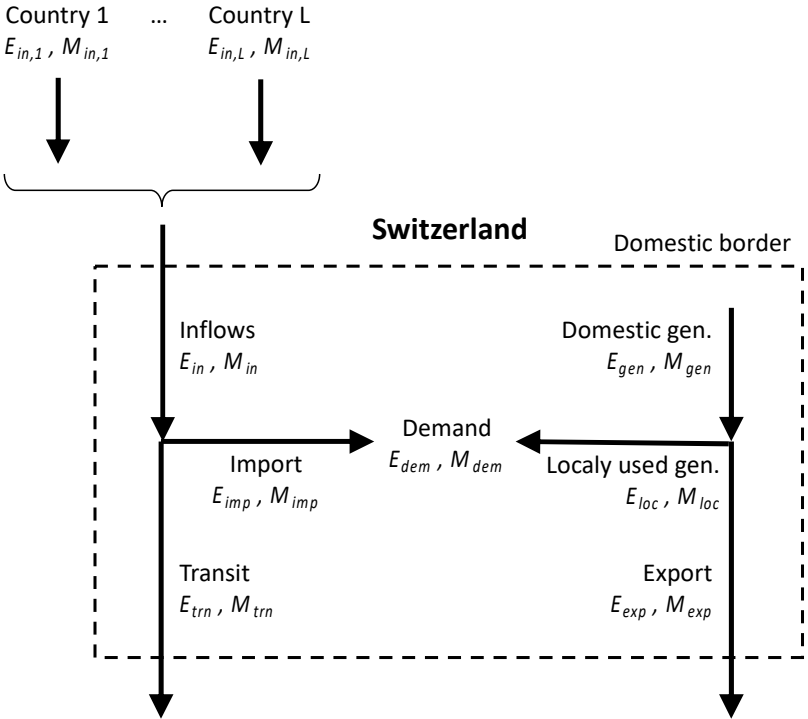 Country 1 ... Country L
E_in,1 , M_in,1 E_in,L , M_in,L
Switzerland
Domestic border
Inflows
E_in , M_in
Domestic gen.
E_gen , M_gen
Demand
E_dem , M_dem
Import
E_imp , M_imp
Localy used gen.
E_loc , M_loc
Transit
E_trn , M_trn
Export
E_exp , M_exp